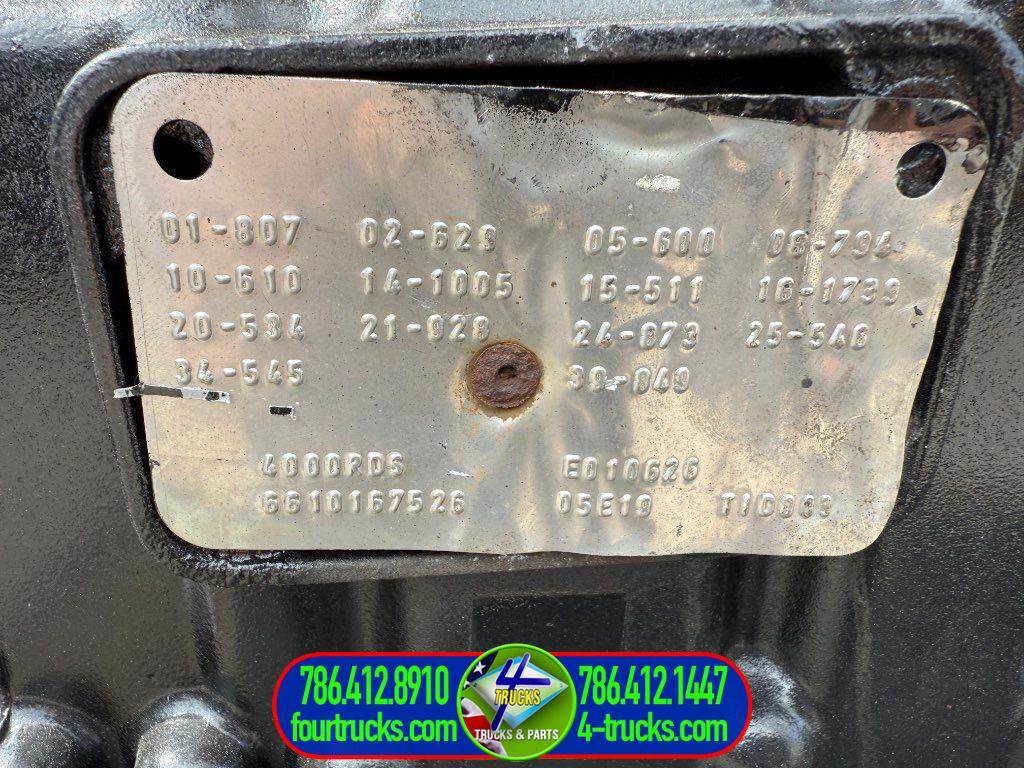 01-807 02-629 05-600 08-794
10-610 14-1005 15-511 16-1739
20-534 21-928 24-873 25-546
34-545 39-849
4000RDS E010626
6610167526 05E19
786.412.8910 4 TRUCKS 786.412.1447
fourtrucks.com TRUCKS & PARTS 4-trucks.com